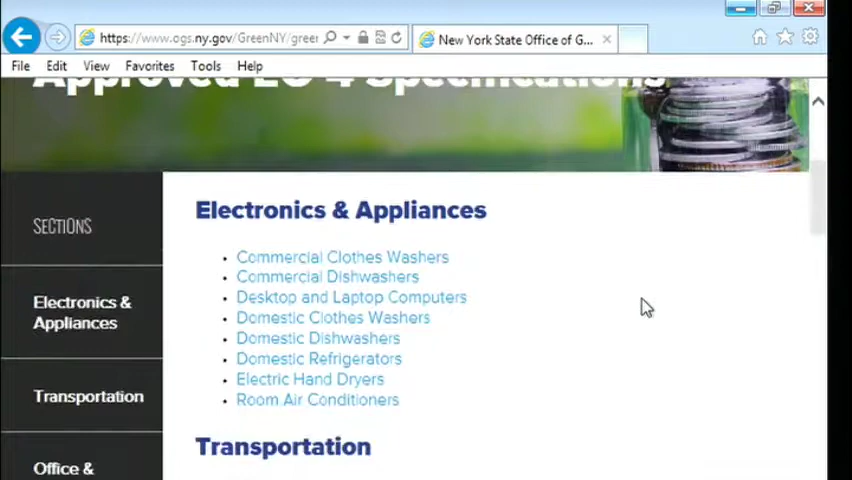 https://www.ogs.ny.gov/GreenNY/greer
New York State Office of G...
File Edit View Favorites Tools Help
Approved EO 4 Specifications
SECTIONS
Electronics & Appliances
Commercial Clothes Washers
Commercial Dishwashers
Desktop and Laptop Computers
Domestic Clothes Washers
Domestic Dishwashers
Domestic Refrigerators
Electric Hand Dryers
Room Air Conditioners
Electronics &
Appliances
Transportation
Transportation
Office &